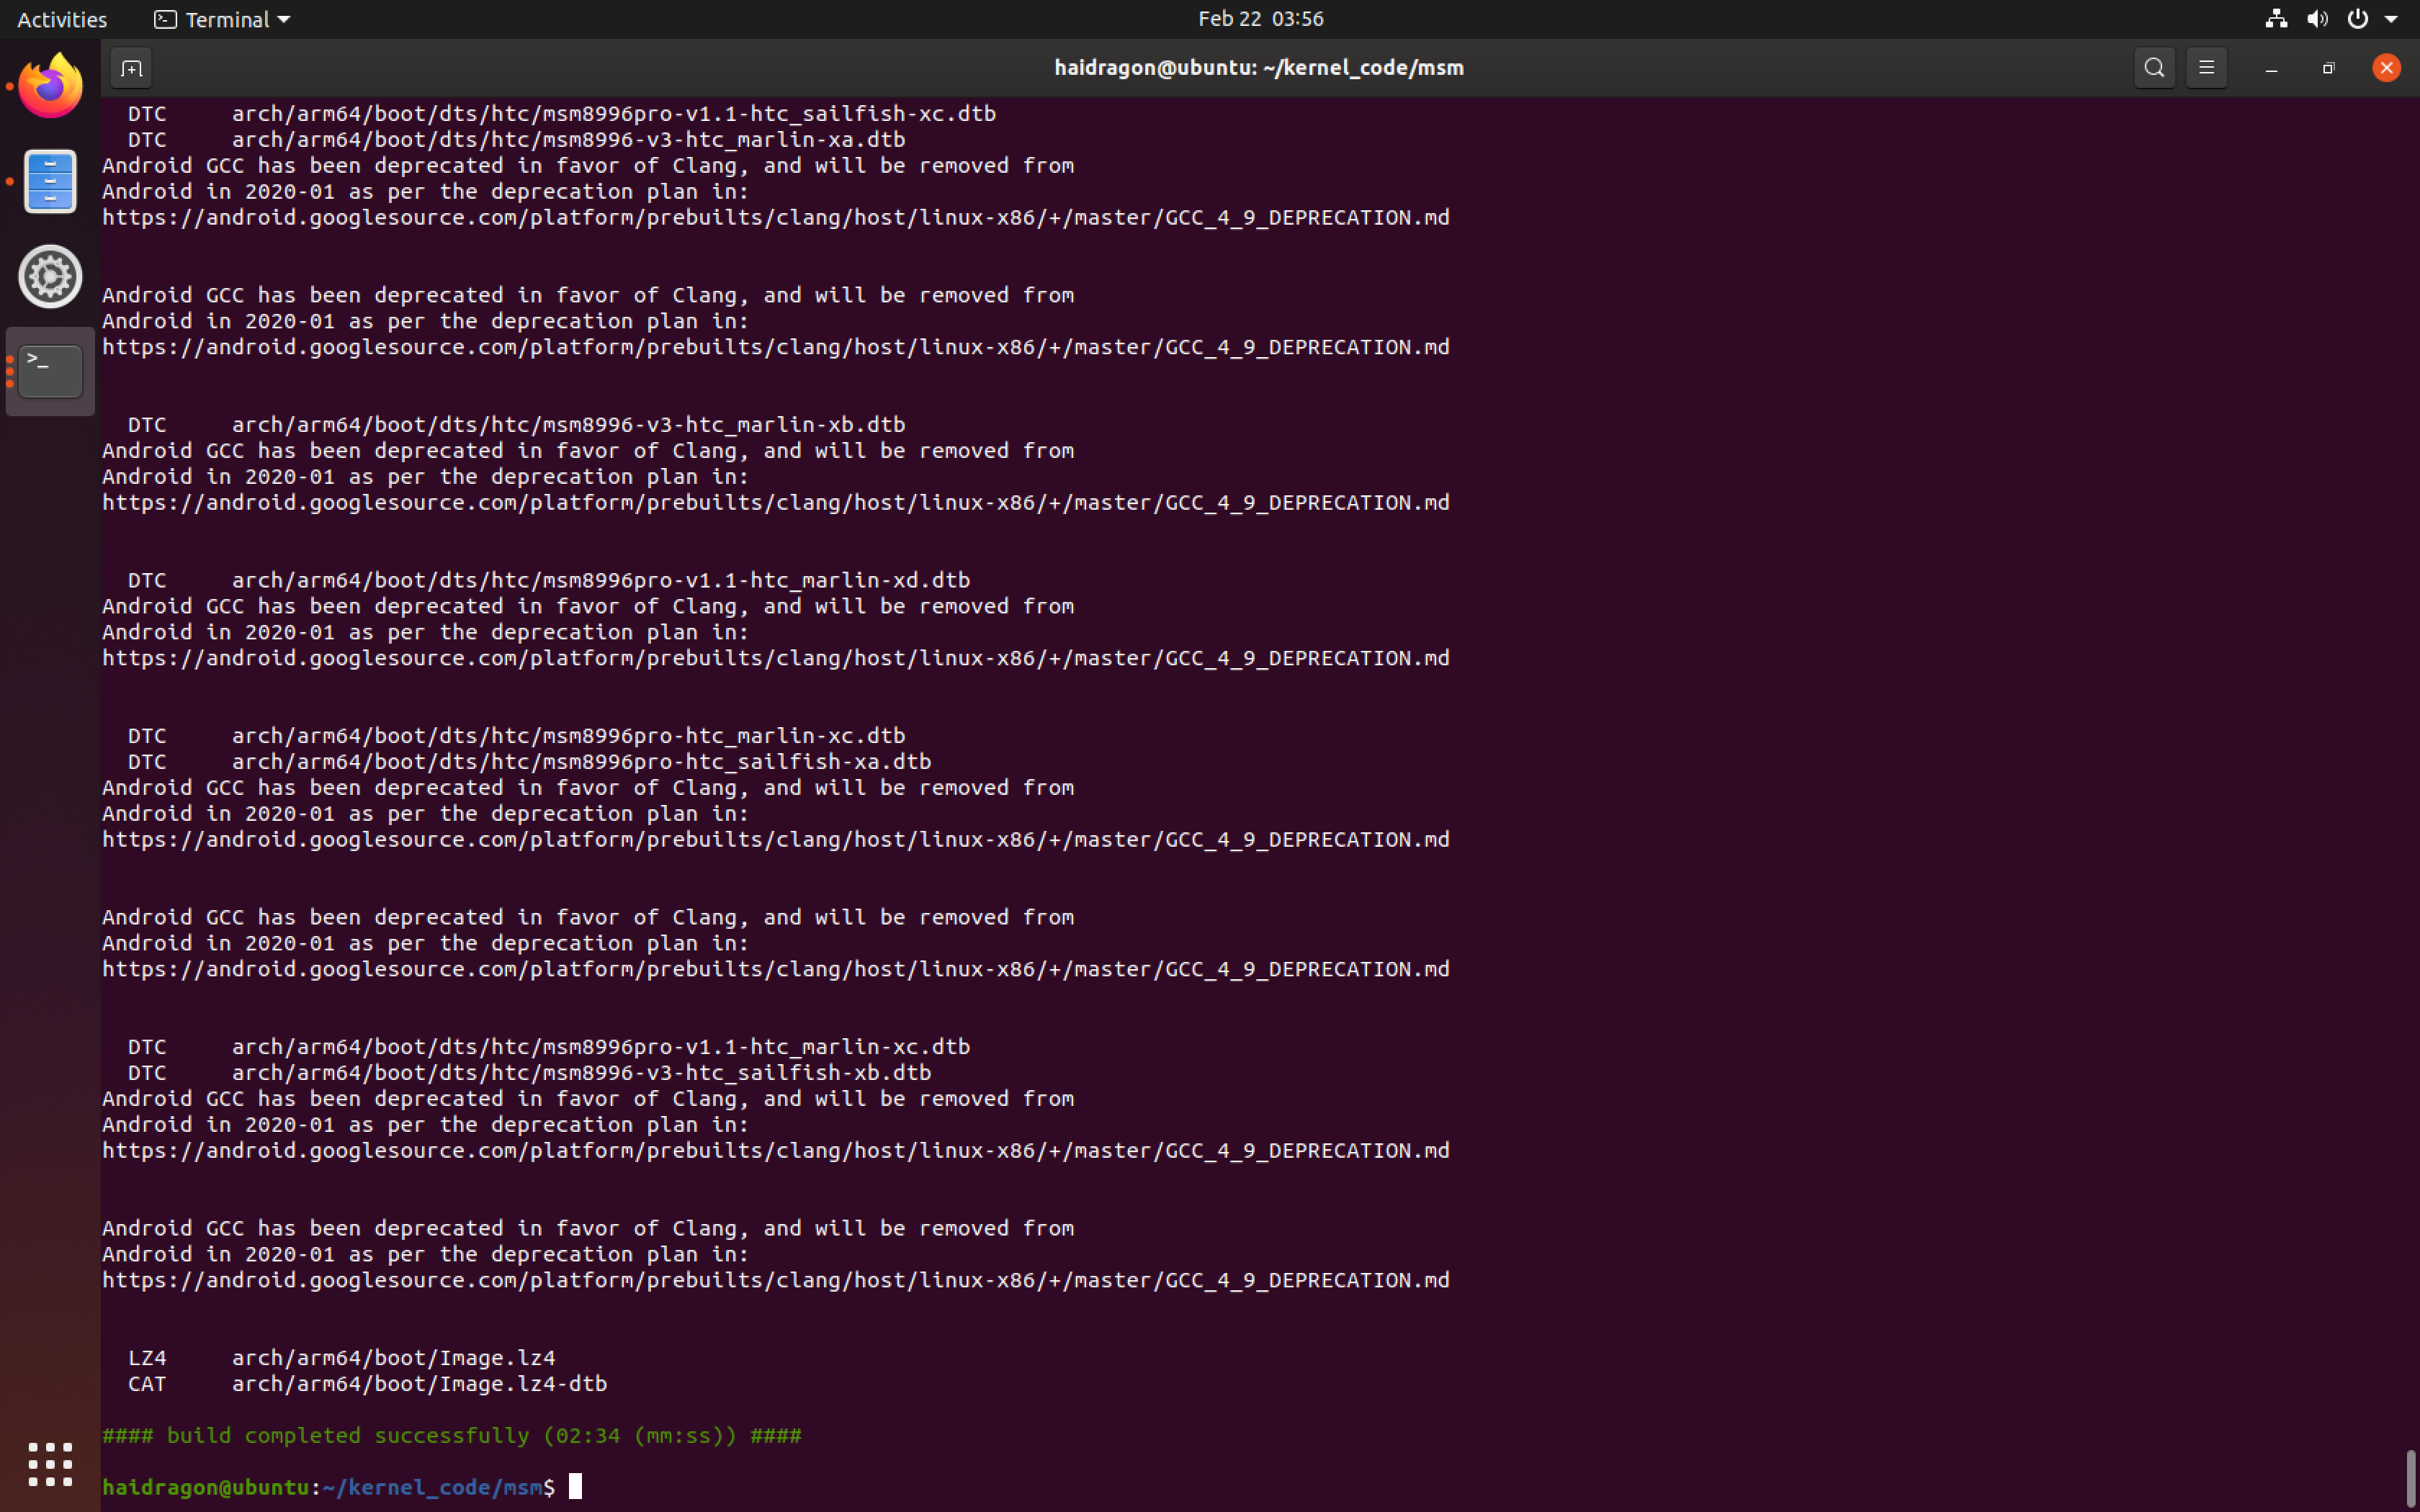 Activities
Terminal
Feb 22 03:56
haidragon@ubuntu: ~/kernel_code/msm
DTC arch/arm64/boot/dts/htc/msm8996pro-v1.1-htc_sailfish-xc.dtb
DTC arch/arm64/boot/dts/htc/msm8996-v3-htc_marlin-xa.dtb
Android GCC has been deprecated in favor of Clang, and will be removed from
Android in 2020-01 as per the deprecation plan in:
https://android.googlesource.com/platform/prebuilts/clang/host/linux-x86/+/master/GCC_4_9_DEPRECATION.md
Android GCC has been deprecated in favor of Clang, and will be removed from
Android in 2020-01 as per the deprecation plan in:
https://android.googlesource.com/platform/prebuilts/clang/host/linux-x86/+/master/GCC_4_9_DEPRECATION.md
DTC arch/arm64/boot/dts/htc/msm8996-v3-htc_marlin-xb.dtb
Android GCC has been deprecated in favor of Clang, and will be removed from
Android in 2020-01 as per the deprecation plan in:
https://android.googlesource.com/platform/prebuilts/clang/host/linux-x86/+/master/GCC_4_9_DEPRECATION.md
DTC arch/arm64/boot/dts/htc/msm8996pro-v1.1-htc_marlin-xd.dtb
Android GCC has been deprecated in favor of Clang, and will be removed from
Android in 2020-01 as per the deprecation plan in:
https://android.googlesource.com/platform/prebuilts/clang/host/linux-x86/+/master/GCC_4_9_DEPRECATION.md
DTC arch/arm64/boot/dts/htc/msm8996pro-htc_marlin-xc.dtb
DTC arch/arm64/boot/dts/htc/msm8996pro-htc_sailfish-xa.dtb
Android GCC has been deprecated in favor of Clang, and will be removed from
Android in 2020-01 as per the deprecation plan in:
https://android.googlesource.com/platform/prebuilts/clang/host/linux-x86/+/master/GCC_4_9_DEPRECATION.md
Android GCC has been deprecated in favor of Clang, and will be removed from
Android in 2020-01 as per the deprecation plan in:
https://android.googlesource.com/platform/prebuilts/clang/host/linux-x86/+/master/GCC_4_9_DEPRECATION.md
DTC arch/arm64/boot/dts/htc/msm8996pro-v1.1-htc_marlin-xc.dtb
DTC arch/arm64/boot/dts/htc/msm8996-v3-htc_sailfish-xb.dtb
Android GCC has been deprecated in favor of Clang, and will be removed from
Android in 2020-01 as per the deprecation plan in:
https://android.googlesource.com/platform/prebuilts/clang/host/linux-x86/+/master/GCC_4_9_DEPRECATION.md
Android GCC has been deprecated in favor of Clang, and will be removed from
Android in 2020-01 as per the deprecation plan in:
https://android.googlesource.com/platform/prebuilts/clang/host/linux-x86/+/master/GCC_4_9_DEPRECATION.md
LZ4 arch/arm64/boot/Image.lz4
CAT arch/arm64/boot/Image.lz4-dtb
#### build completed successfully (02:34 (mm:ss)) ####
haidragon@ubuntu:~/kernel_code/msm$